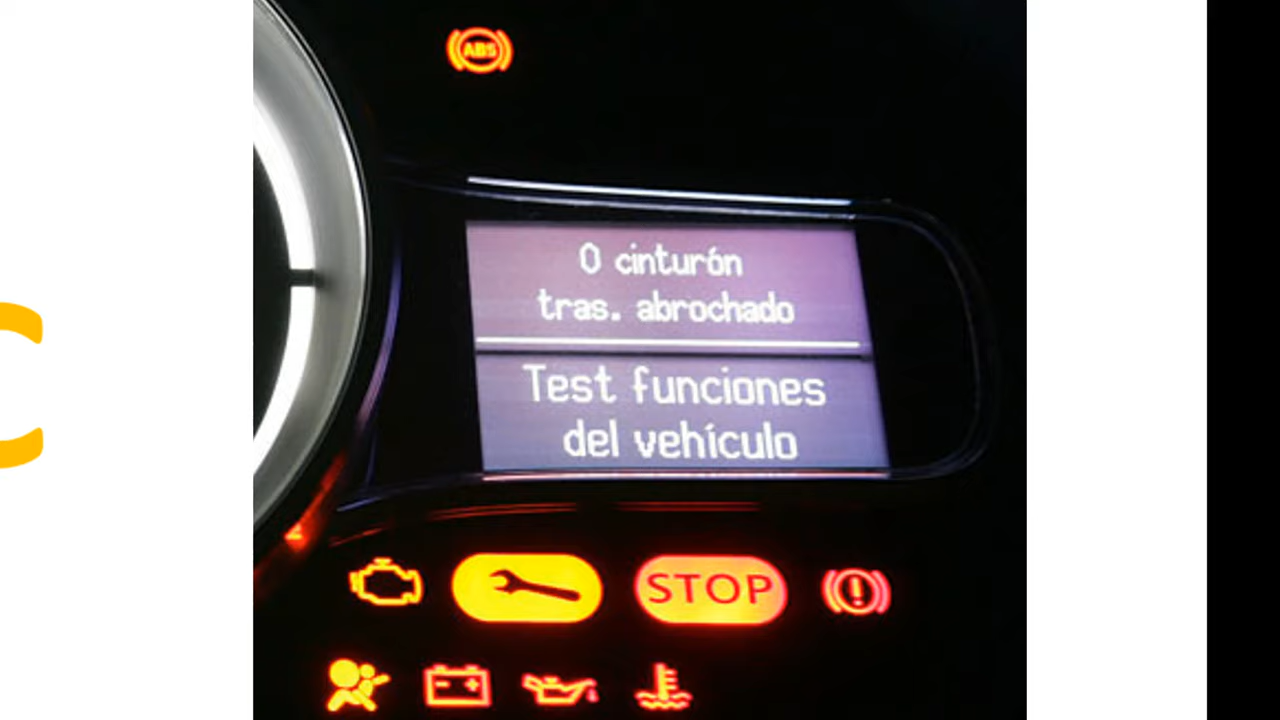 ABS
0 cinturón
tras. abrochado
Test funciones
del vehículo
STOP